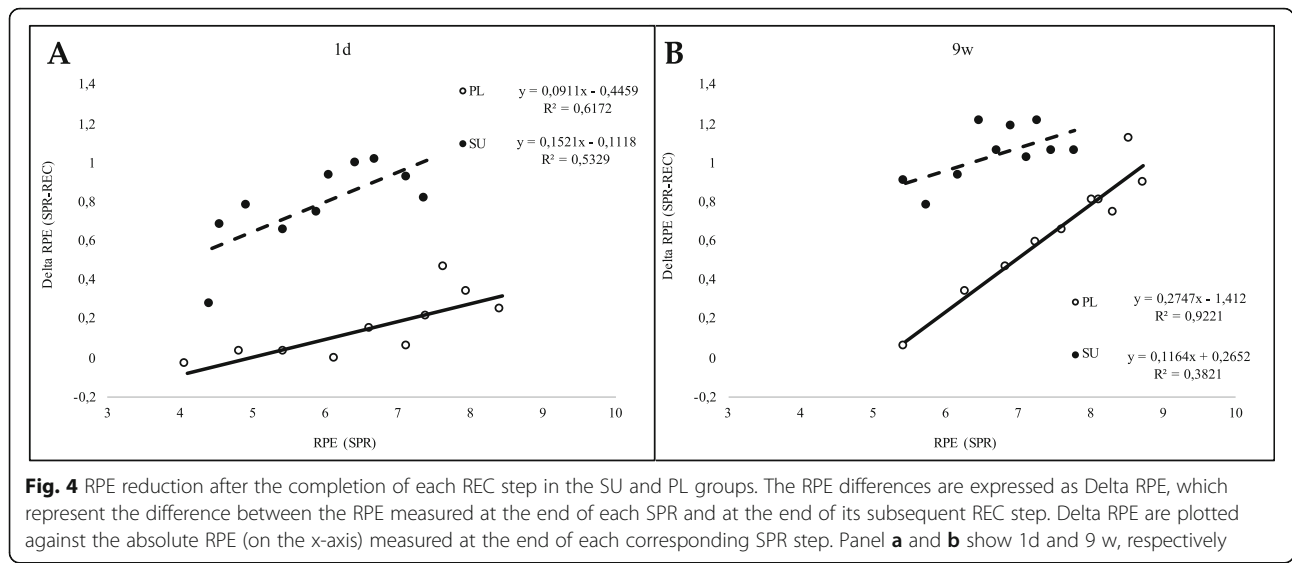 A
1d
1,4
1,2
1
0,8
0,6
0,4
0,2
0
-0,2
3 4 5 6 7 8 9 10
Delta RPE (SPR-REC)
RPE (SPR)
PL y = 0,0911x - 0,4459
R² = 0,6172
SU y = 0,1521x - 0,1118
R² = 0,5329
B
9w
1,4
1,2
1
0,8
0,6
0,4
0,2
0
-0,2
3 4 5 6 7 8 9 10
Delta RPE (SPR-REC)
RPE (SPR)
PL y = 0,2747x - 1,412
R² = 0,9221
SU y = 0,1164x + 0,2652
R² = 0,3821
Fig. 4 RPE reduction after the completion of each REC step in the SU and PL groups. The RPE differences are expressed as Delta RPE, which
represent the difference between the RPE measured at the end of each SPR and at the end of its subsequent REC step. Delta RPE are plotted
against the absolute RPE (on the x-axis) measured at the end of each corresponding SPR step. Panel a and b show 1d and 9 w, respectively